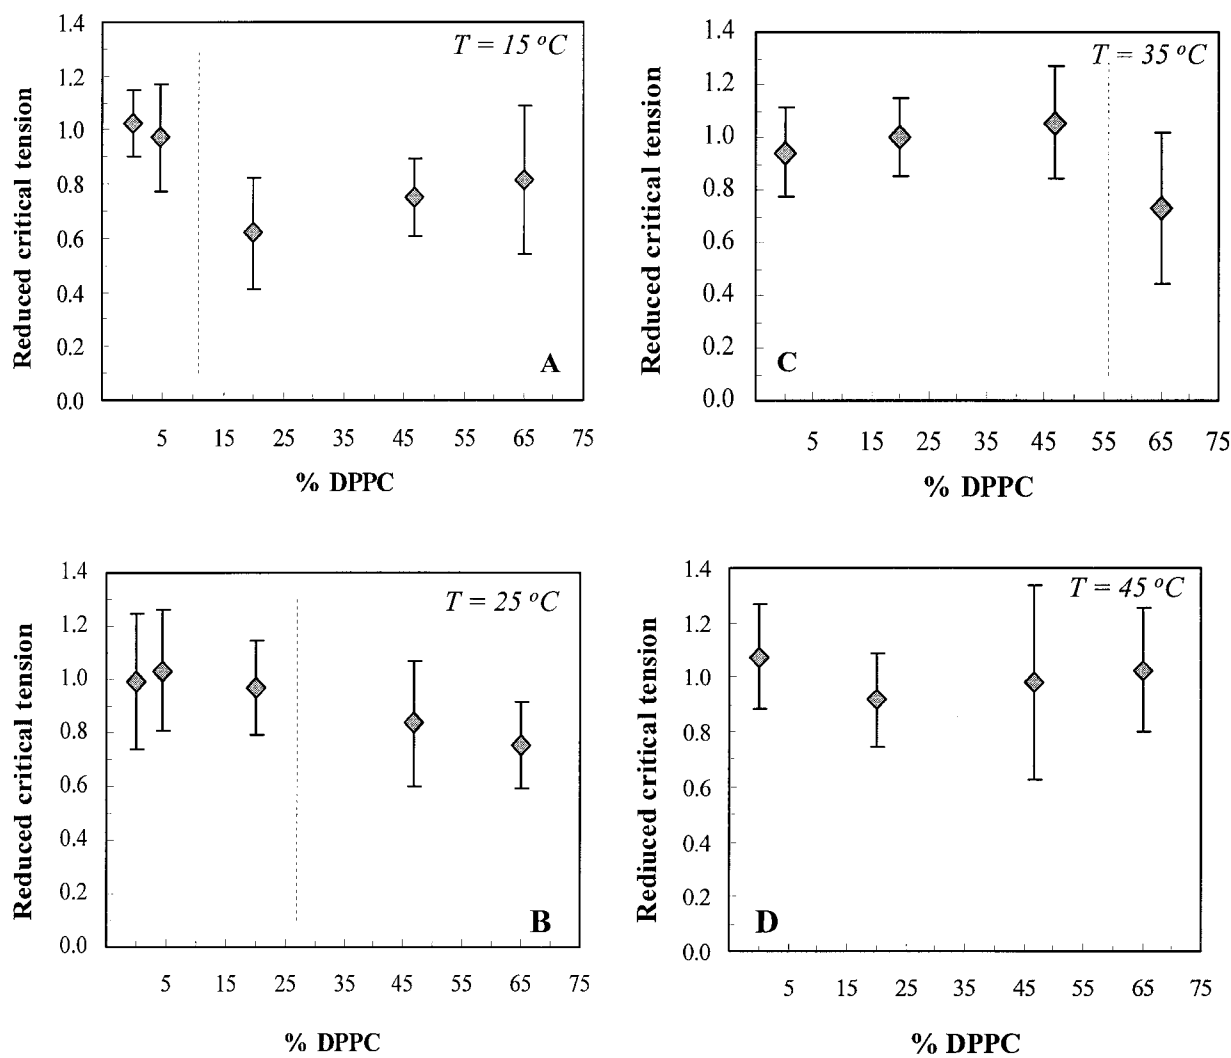 1.4
1.2
1.0
0.8
0.6
0.4
0.2
0.0
Reduced critical tension
T = 15 ºC
A
5 15 25 35 45 55 65 75
% DPPC
1.4
1.2
1.0
0.8
0.6
0.4
0.2
0.0
Reduced critical tension
T = 35 ºC
C
5 15 25 35 45 55 65 75
% DPPC
1.4
1.2
1.0
0.8
0.6
0.4
0.2
0.0
Reduced critical tension
T = 25 ºC
B
5 15 25 35 45 55 65 75
% DPPC
1.4
1.2
1.0
0.8
0.6
0.4
0.2
0.0
Rediuced critical tension
T = 45 ºC
D
5 15 25 35 45 55 65 75
% DPPC